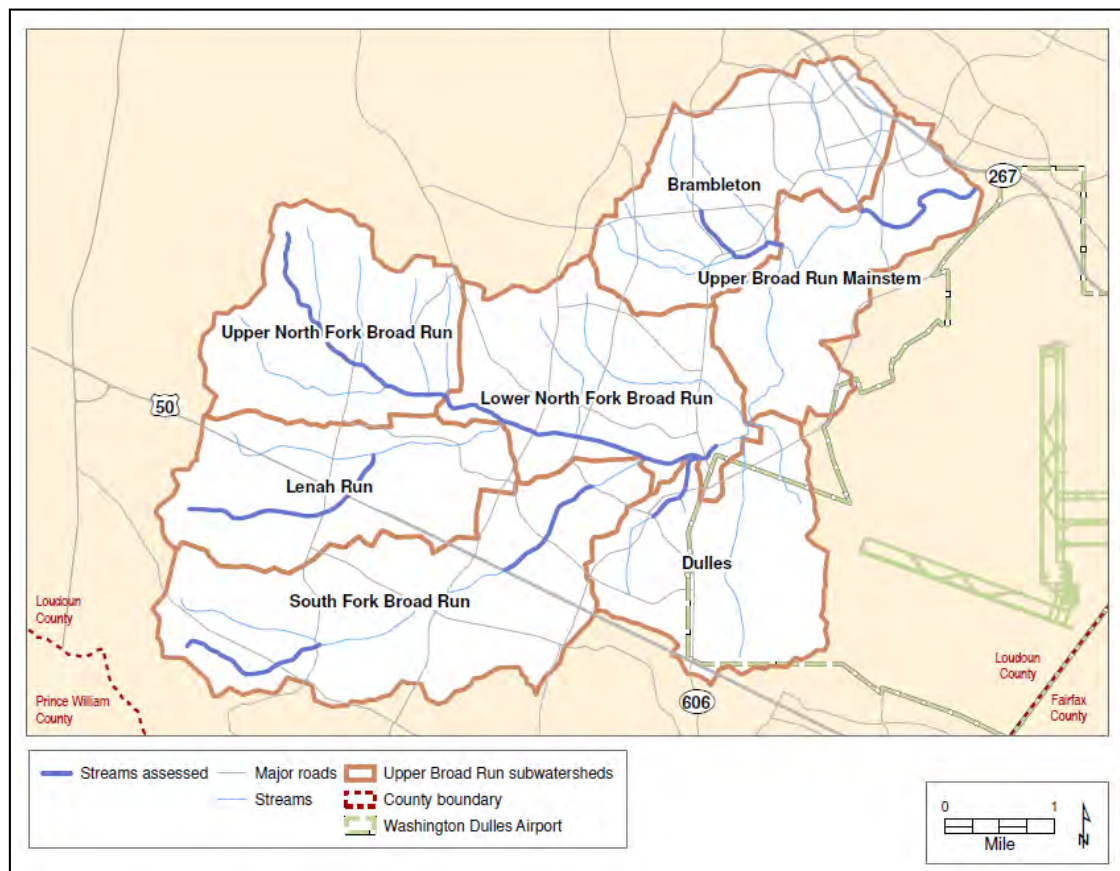 267
Brambleton
Upper Broad Run Mainstem
Upper North Fork Broad Run
Lower North Fork Broad Run
50
Lenah Run
Dulles
South Fork Broad Run
Loudoun
County
Prince William
County
Loudoun
County
Fairfax
County
606
Streams assessed
Major roads
Upper Broad Run subwatersheds
Streams
County boundary
Washington Dulles Airport
0 1
Mile
N